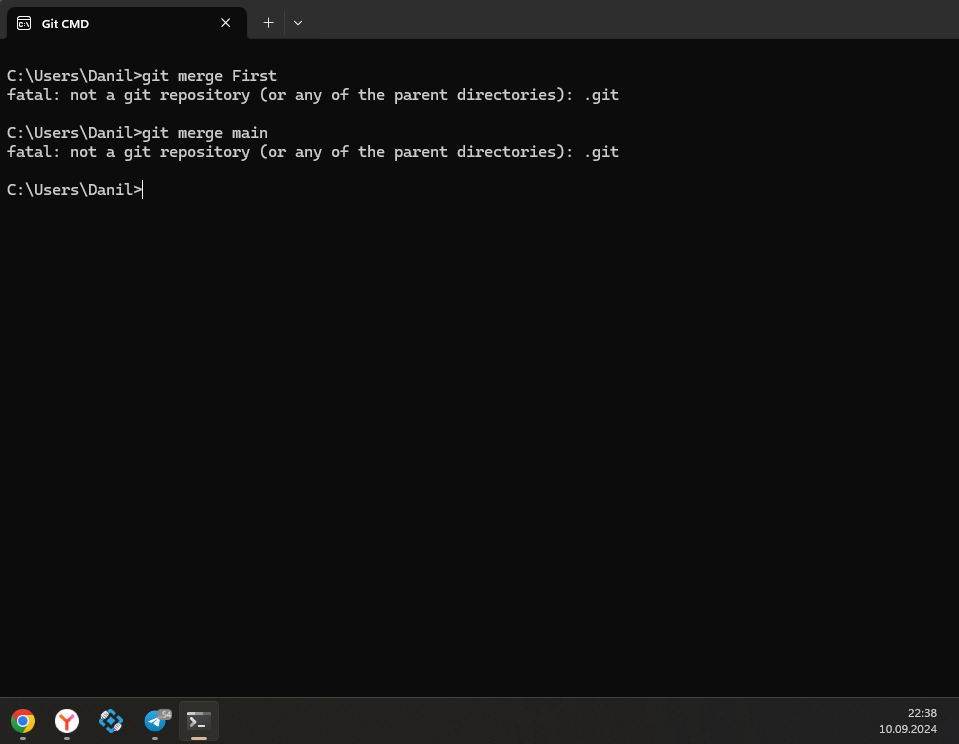 Git CMD
C:\Users\Danil>git merge First
fatal: not a git repository (or any of the parent directories): .git
C:\Users\Danil>git merge main
fatal: not a git repository (or any of the parent directories): .git
C:\Users\Danil>
54
22:38
10.09.2024